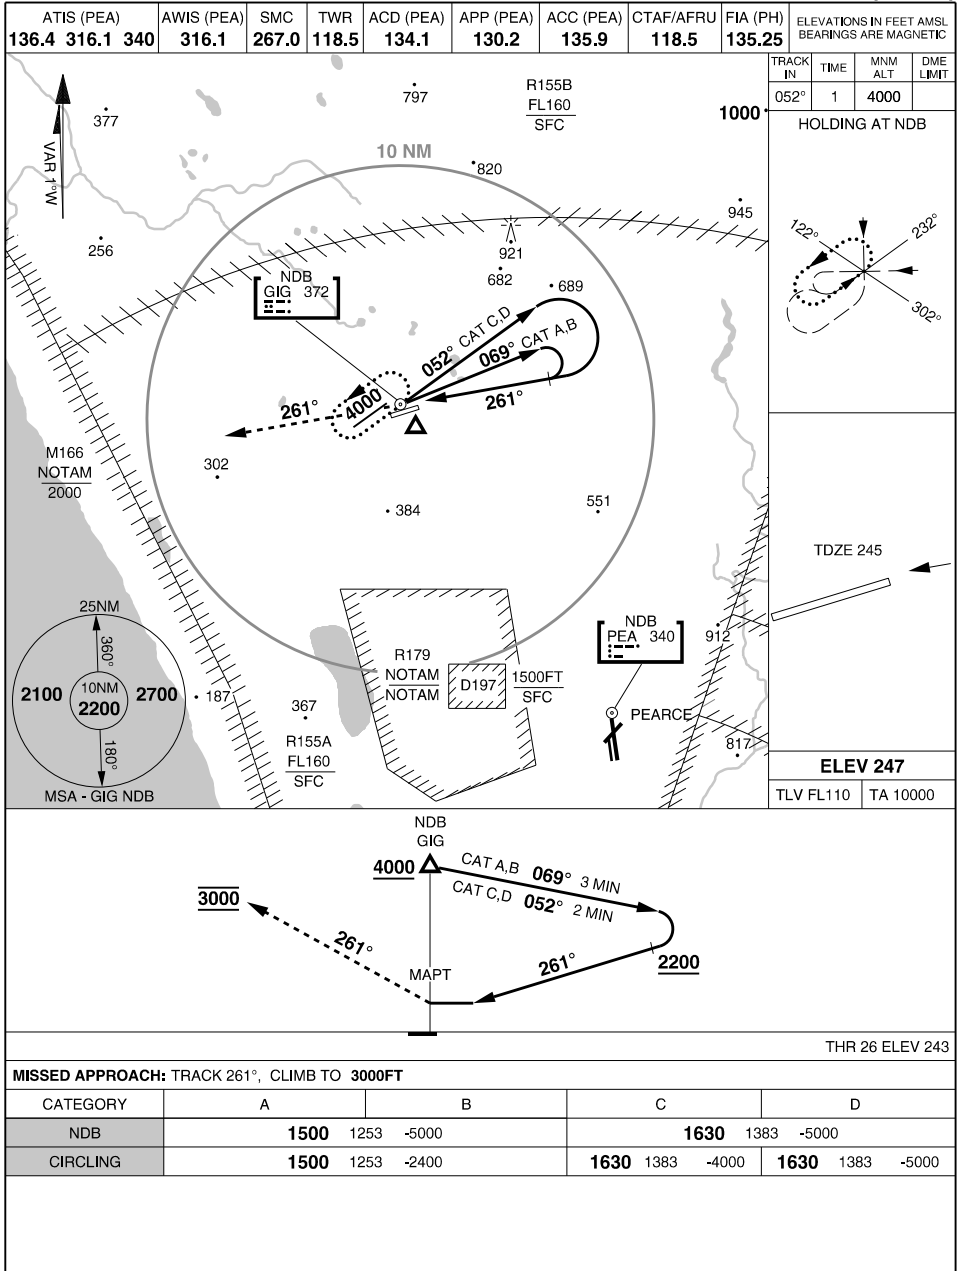 ATIS (PEA) AWIS (PEA) SMC TWR ACD (PEA) APP (PEA) ACC (PEA) CTAF/AFRU FIA (PH)
136.4 316.1 340 316.1 267.0 118.5 134.1 130.2 135.9 118.5 135.25
ELEVATIONS IN FEET AMSL
BEARINGS ARE MAGNETIC
TRACK IN TIME MNM ALT DME LIMIT
052° 1 4000
HOLDING AT NDB
122°
232°
302°
VAR 1°W
377
797
R155B
FL160
SFC
1000
10 NM
820
945
256
921
682
689
NDB
GIG 372
052° CAT C,D
069° CAT A,B
261°
4000
261°
M166
NOTAM
2000
302
384
551
TDZE 245
25NM
360°
2100
10NM
2200
2700
180°
MSA - GIG NDB
187
367
R155A
FL160
SFC
R179
NOTAM
NOTAM
D197
1500FT
SFC
NDB
PEA 340
912
PEARCE
817
ELEV 247
TLV FL110 TA 10000
NDB
GIG
4000
CAT A,B 069° 3 MIN
CAT C,D 052° 2 MIN
3000
261°
MAPT
261°
2200
THR 26 ELEV 243
MISSED APPROACH: TRACK 261°, CLIMB TO 3000FT
CATEGORY A B C D
NDB 1500 1253 -5000 1630 1383 -5000
CIRCLING 1500 1253 -2400 1630 1383 -4000 1630 1383 -5000